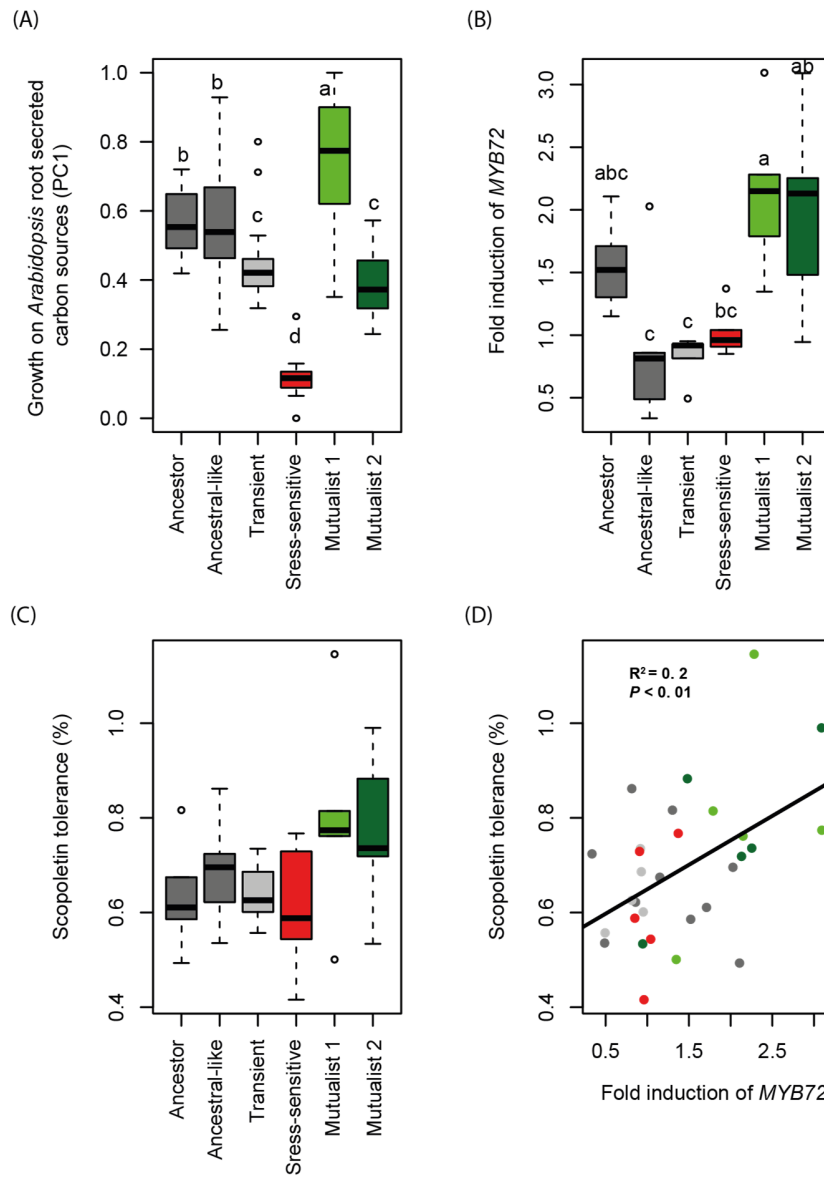 (A)
Growth on Arabidopsis root secreted
carbon sources (PC1)
1.0
0.8
0.6
0.4
0.2
0.0
b
b
c
d
a
c
Ancestor
Ancestral-like
Transient
Sress-sensitive
Mutualist 1
Mutualist 2
(B)
Fold induction of MYB72
3.0
2.5
2.0
1.5
1.0
0.5
abc
c
c
bc
a
ab
Ancestor
Ancestral-like
Transient
Sress-sensitive
Mutualist 1
Mutualist 2
(C)
Scopoletin tolerance (%)
1.0
0.8
0.6
0.4
Ancestor
Ancestral-like
Transient
Sress-sensitive
Mutualist 1
Mutualist 2
(D)
Scopoletin tolerance (%)
1.0
0.8
0.6
0.4
R² = 0. 2
P < 0. 01
0.5 1.5 2.5
Fold induction of MYB72